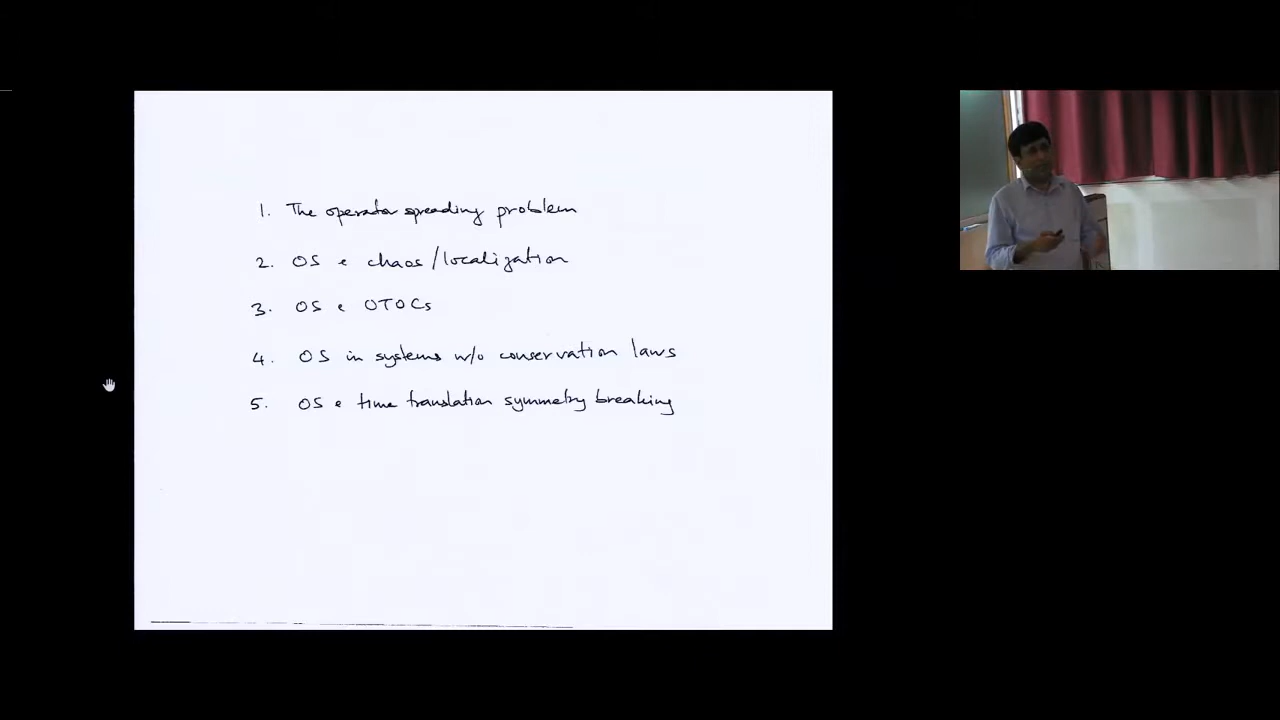 1. The operator spreading problem
2. OS & chaos/localization
3. OS & OTOCs
4. OS in systems w/o conservation laws
5. OS & time translation symmetry breaking